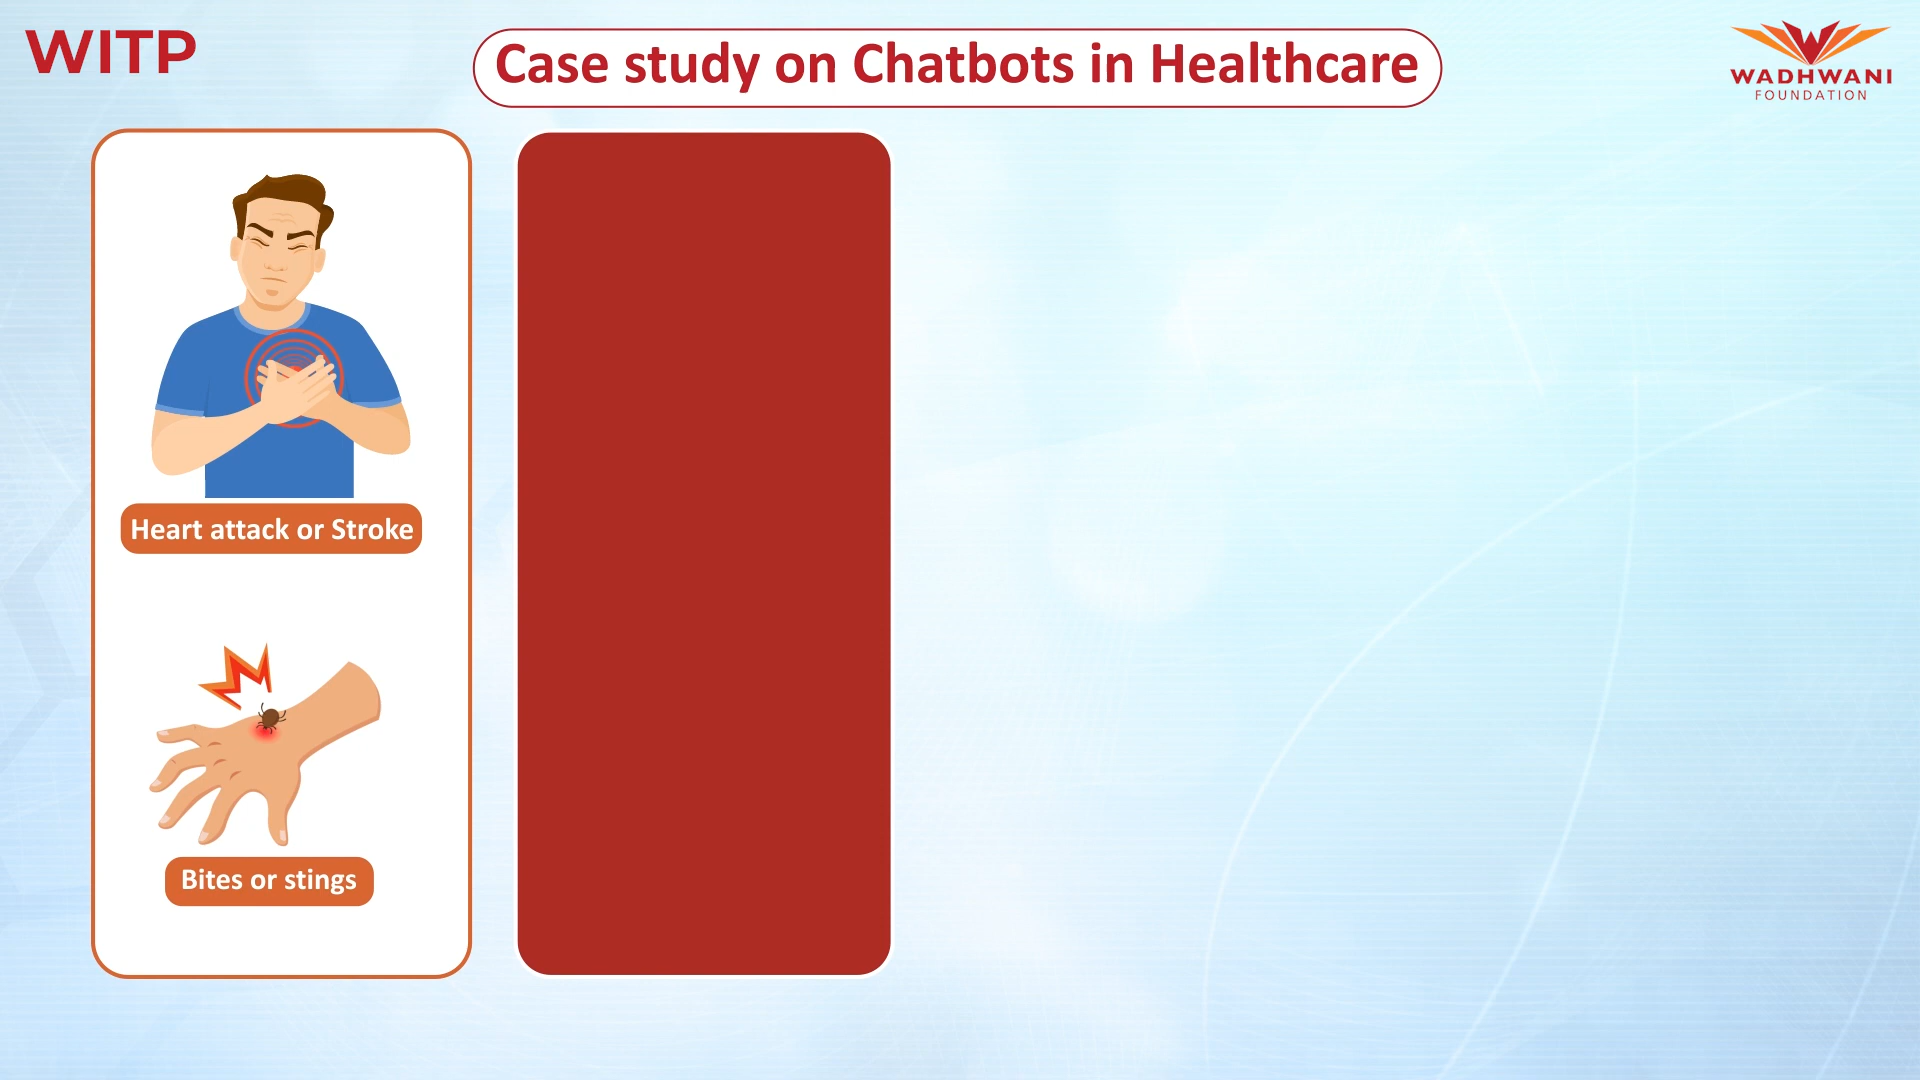 WITP
Case study on Chatbots in Healthcare
WADHWANI
FOUNDATION
Heart attack or Stroke
Bites or stings